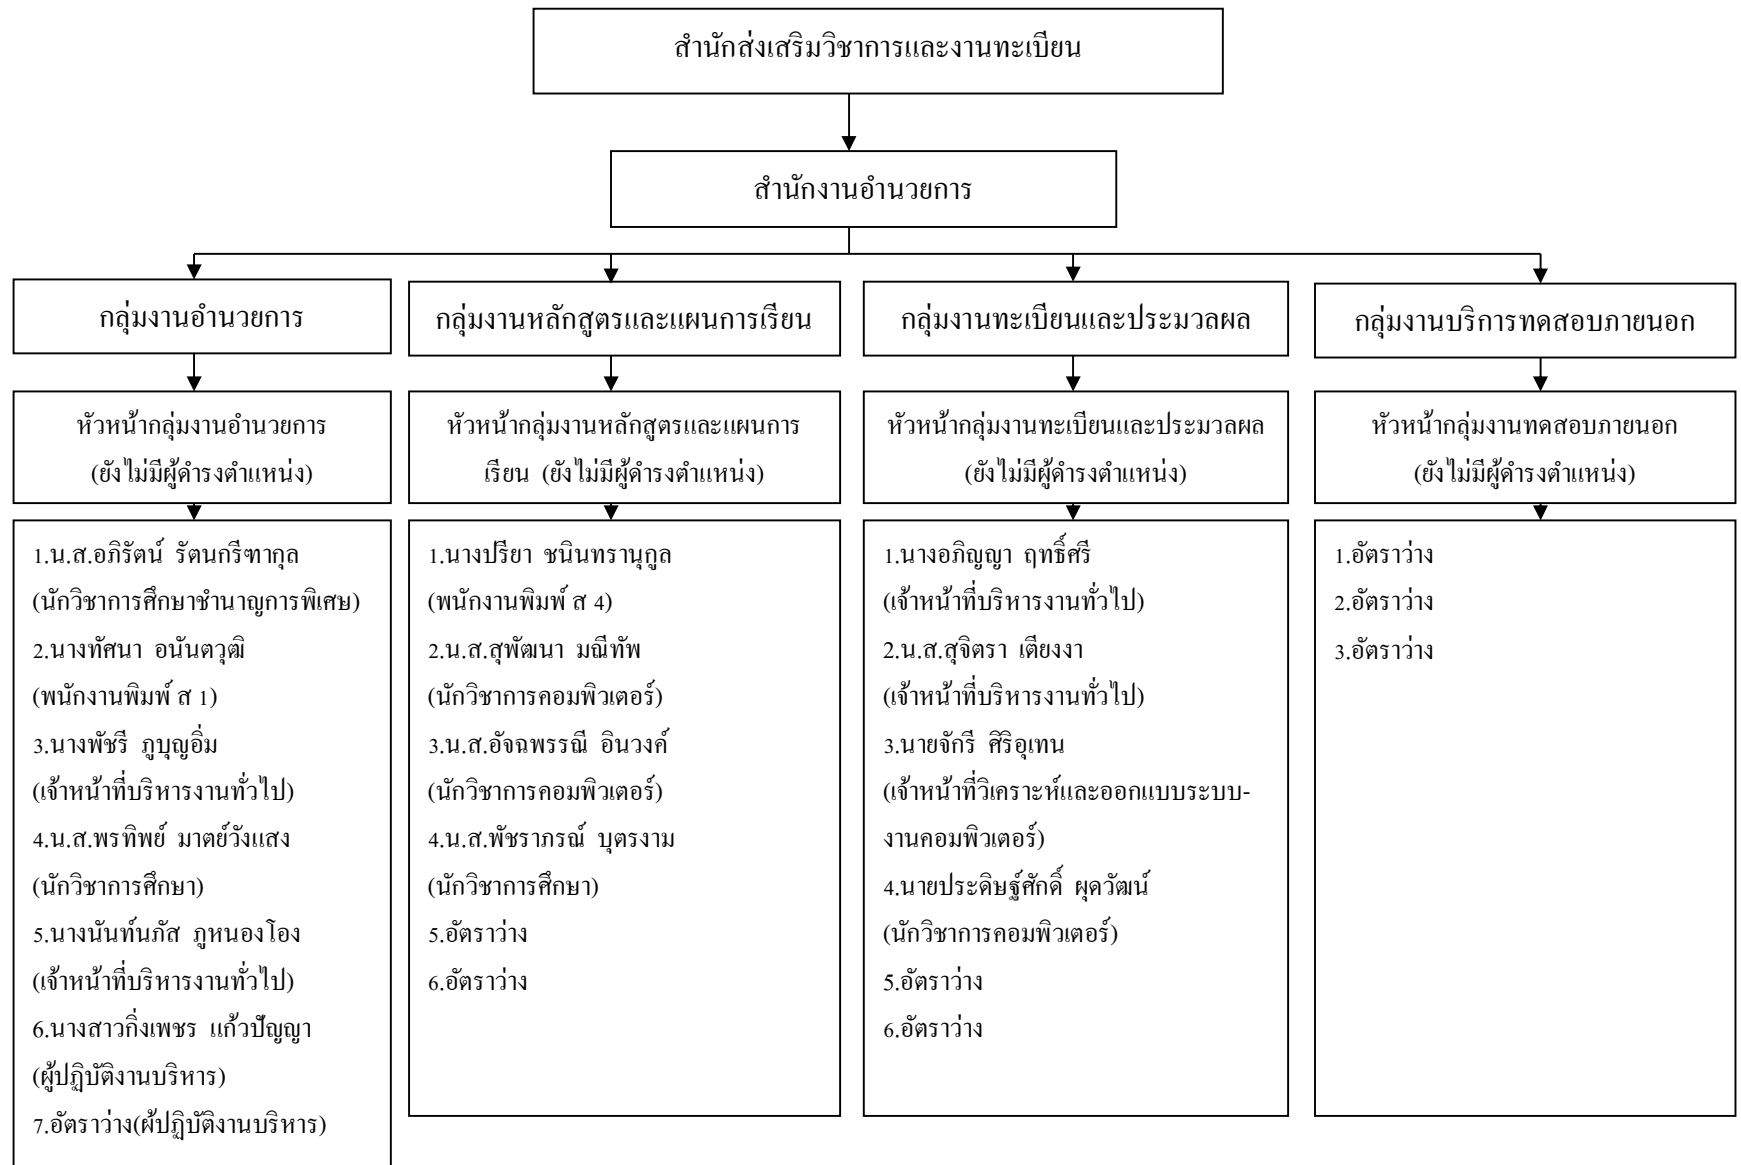 สำนักส่งเสริมวิชาการและงานทะเบียน
สำนักงานอำนวยการ
กลุ่มงานอำนวยการ
หัวหน้ากลุ่มงานอำนวยการ
(ยังไม่มีผู้ดำรงตำแหน่ง)
1.น.ส.อภิรัตน์ รัตนกรีฑากุล
(นักวิชาการศึกษาชำนาญการพิเศษ)
2.นางทัศนา อนันตวุฒิ
(พนักงานพิมพ์ ส 1)
3.นางพัชรี ภูบุญอิ่ม
(เจ้าหน้าที่บริหารงานทั่วไป)
4.น.ส.พรทิพย์ มาตย์วังแสง
(นักวิชาการศึกษา)
5.นางนันท์นภัส ภูหนองโอง
(เจ้าหน้าที่บริหารงานทั่วไป)
6.นางสาวกิ่งเพชร แก้วปัญญา
(ผู้ปฏิบัติงานบริหาร)
7.อัตราว่าง(ผ้ปฏิบัติงานบริหาร)
กลุ่มงานหลักสูตรและแผนการเรียน
หัวหน้ากลุ่มงานหลักสูตรและแผนการ
เรียน (ยังไม่มีผู้ดำรงตำแหน่ง)
1.นางปรียา ชนินทรานุกูล
(พนักงานพิมพ์ ส 4)
2.น.ส.สุพัฒนา มณีทัพ
(นักวิชาการคอมพิวเตอร์)
3.น.ส.อัจฉพรรณี อินวงค์
(นักวิชาการคอมพิวเตอร์)
4.น.ส.พัชราภรณ์ บุตรงาม
(นักวิชาการศึกษา)
5.อัตราว่าง
6.อัตราว่าง
กลุ่มงานทะเบียนและประมวลผล
หัวหน้ากลุ่มงานทะเบียนและประมวลผล
(ยังไม่มีผู้ดำรงตำแหน่ง)
1.นางอภิญญา ฤทธิ์ศรี
(เจ้าหน้าที่บริหารงานทั่วไป)
2.น.ส.สุจิตรา เตียงงา
(เจ้าหน้าที่บริหารงานทั่วไป)
3.นายจักรี ศิริอุเทน
(เจ้าหน้าที่วิเคราะห์และออกแบบระบบ-
งานคอมพิวเตอร์)
4.นายประดิษฐ์ศักดิ์ ผุดวัฒน์
(นักวิชาการคอมพิวเตอร์)
5.อัตราว่าง
6.อัตราว่าง
กลุ่มงานบริการทดสอบภายนอก
หัวหน้ากลุ่มงานทดสอบภายนอก
(ยังไม่มีผู้ดำรงตำแหน่ง)
1.อัตราว่าง
2.อัตราว่าง
3.อัตราว่าง